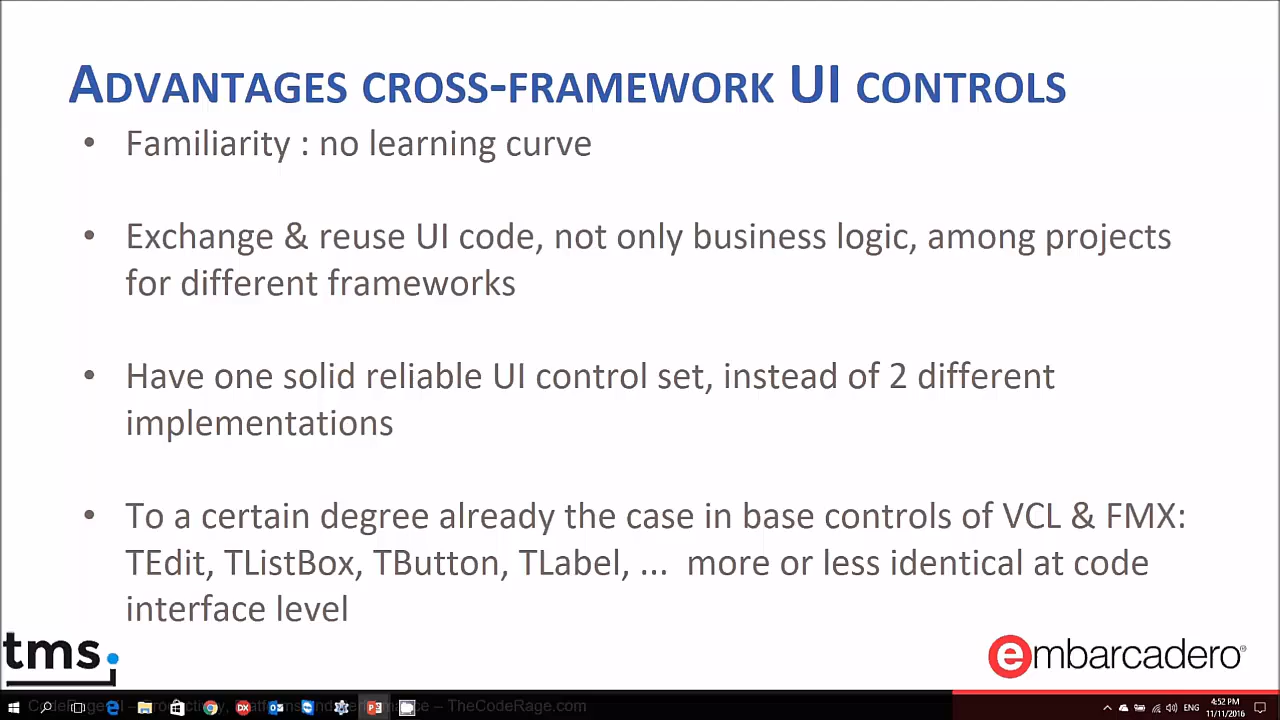 ADVANTAGES CROSS-FRAMEWORK UI CONTROLS
• Familiarity : no learning curve
• Exchange & reuse UI code, not only business logic, among projects
for different frameworks
• Have one solid reliable UI control set, instead of 2 different
implementations
• To a certain degree already the case in base controls of VCL & FMX:
TEdit, TListBox, TButton, TLabel, ... more or less identical at code
interface level
tms.
embarcadero®
TheCodeRage.com
ENG
4:52 PM
11/11/2016